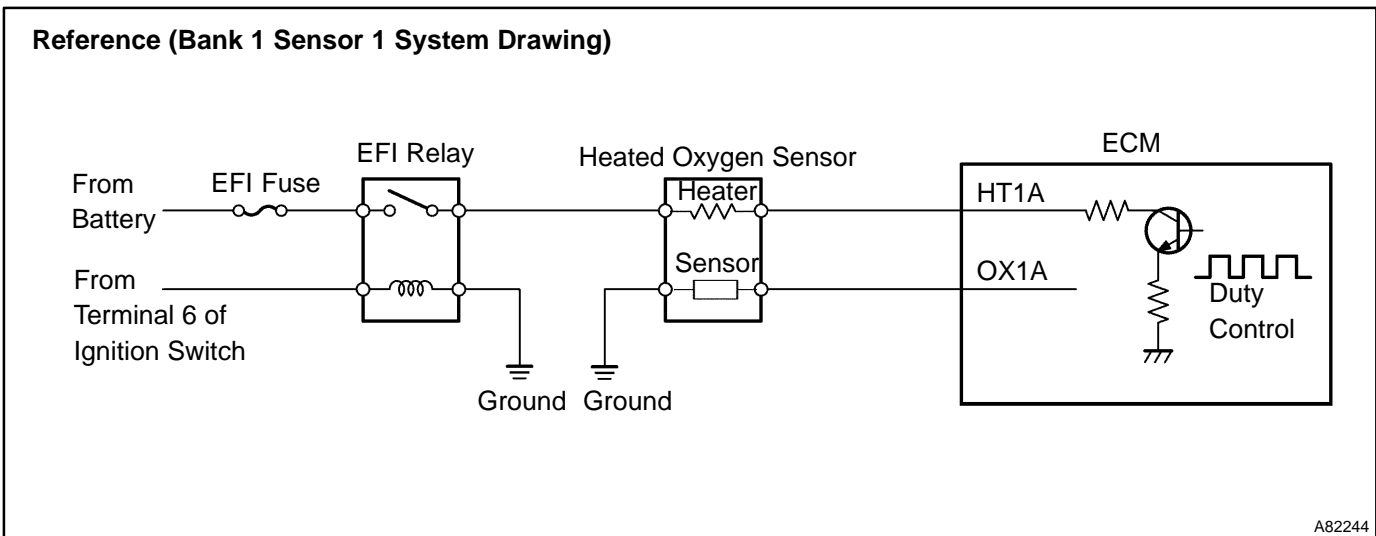 Reference (Bank 1 Sensor 1 System Drawing)
From
Battery
EFI Fuse
EFI Relay
Heated Oxygen Sensor
Heater
ECM
HT1A
From
Terminal 6 of
Ignition Switch
Sensor
OX1A
Duty
Control
Ground
Ground
A82244